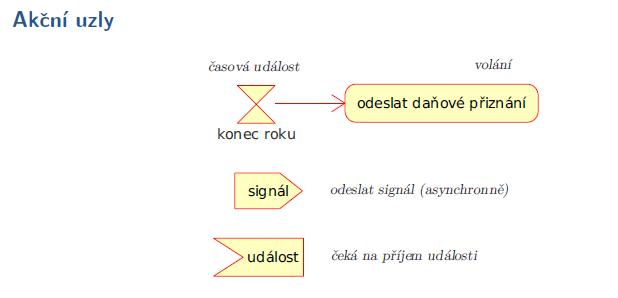 Akční uzly
časová událost
volání
odeslat daňové přiznání
konec roku
signál
odeslat signál (asynchronně)
událost
čeká na příjem události